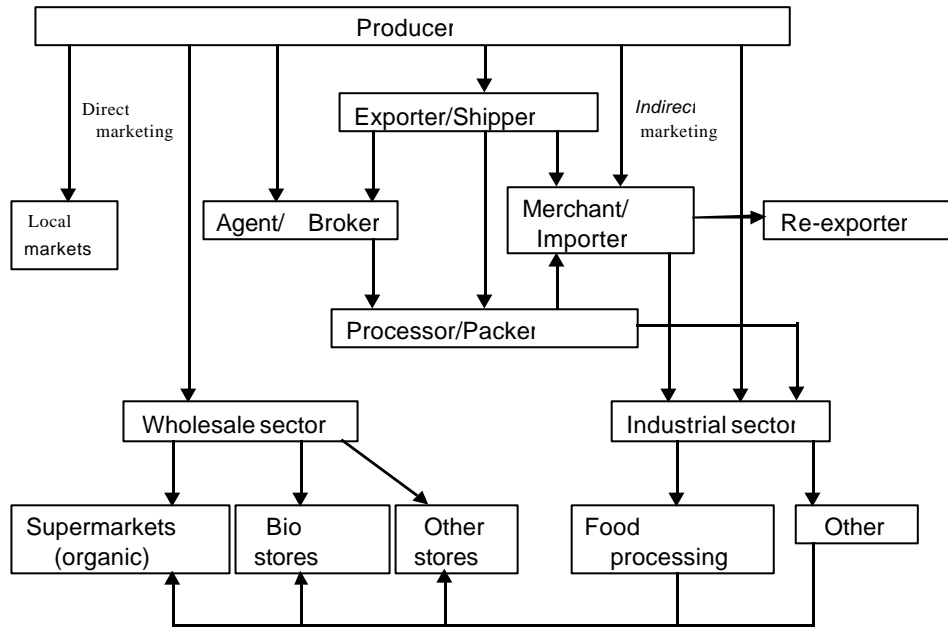 Producer
Direct
marketing
Exporter/Shipper
Indirect
marketing
Local
markets
Agent/ Broker
Merchant/
Importer
Re-exporter
Processor/Packer
Wholesale sector
Industrial sector
Supermarkets
(organic)
Bio
stores
Other
stores
Food
processing
Other